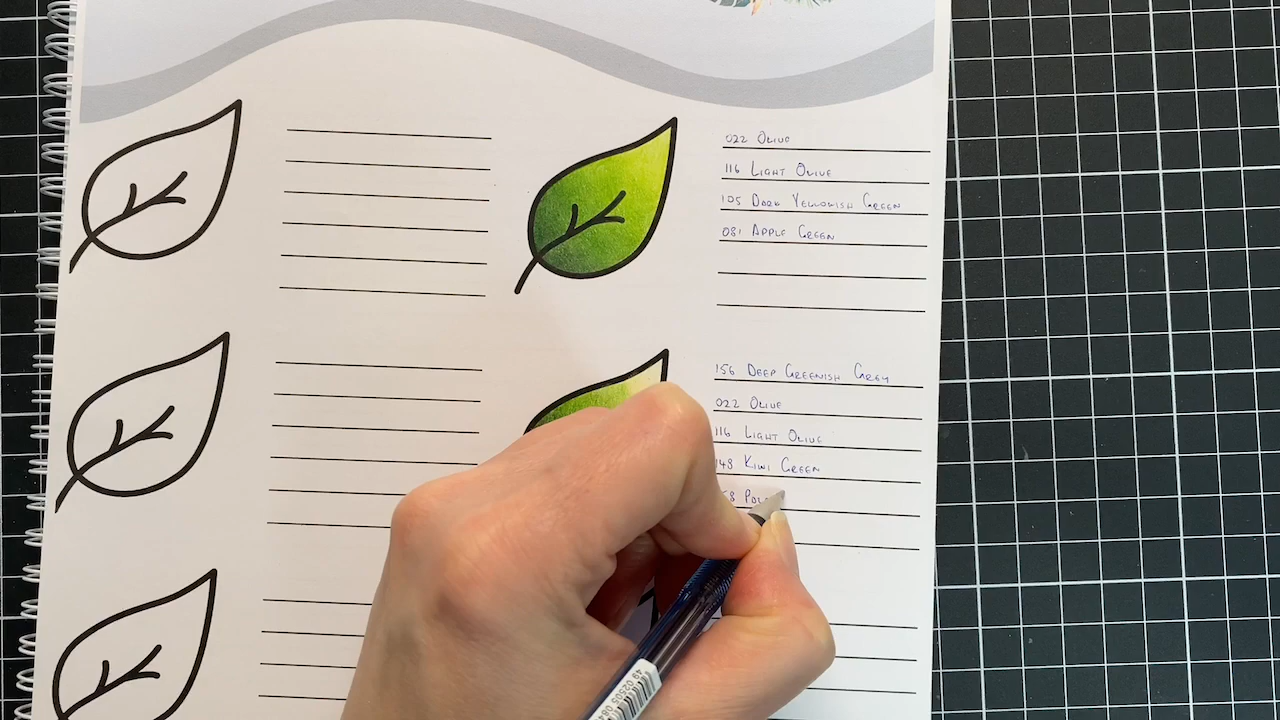 022 Olive
116 Light Olive
105 Dark Yellowish Green
081 Apple Green
156 Deep Greenish Grey
022 Olive
116 Light Olive
148 Kiwi Green